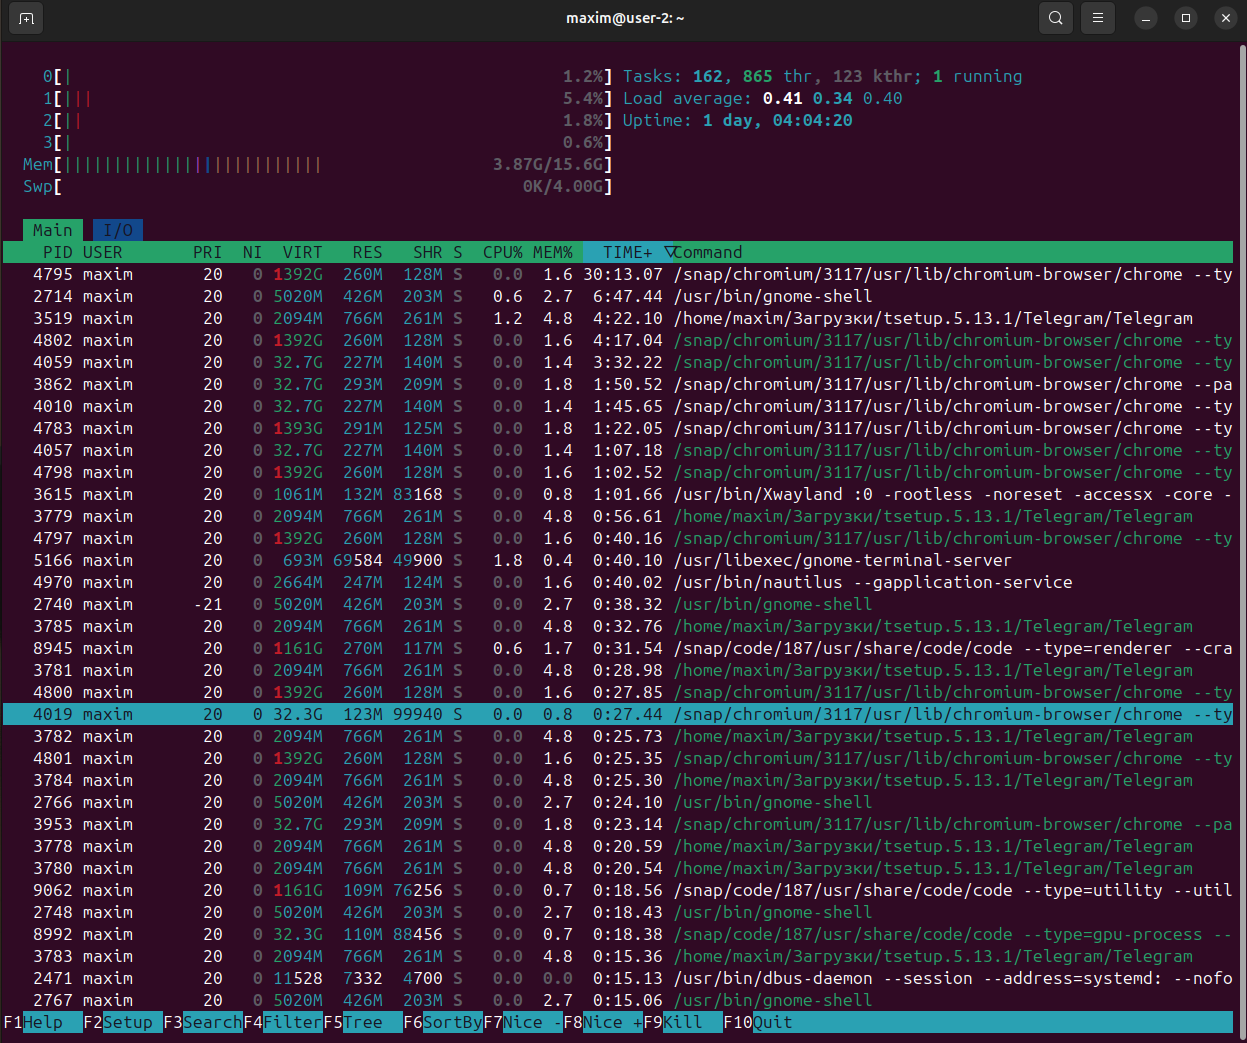 maxim@user-2: ~
0[| 1.2%] Tasks: 162, 865 thr, 123 kthr; 1 running
1[||| 5.4%] Load average: 0.41 0.34 0.40
2[|| 1.8%] Uptime: 1 day, 04:04:20
3[| 0.6%]
Mem[|||||||||||||||||||||||||| 3.87G/15.6G]
Swp[ 0K/4.00G]
Main I/O
PID USER PRI NI VIRT RES SHR S CPU% MEM% TIME+ ▽Command
4795 maxim 20 0 1392G 260M 128M S 0.0 1.6 30:13.07 /snap/chromium/3117/usr/lib/chromium-browser/chrome --ty
2714 maxim 20 0 5020M 426M 203M S 0.6 2.7 6:47.44 /usr/bin/gnome-shell
3519 maxim 20 0 2094M 766M 261M S 1.2 4.8 4:22.10 /home/maxim/Загрузки/tsetup.5.13.1/Telegram/Telegram
4802 maxim 20 0 1392G 260M 128M S 0.0 1.6 4:17.04 /snap/chromium/3117/usr/lib/chromium-browser/chrome --ty
4059 maxim 20 0 32.7G 227M 140M S 0.0 1.4 3:32.22 /snap/chromium/3117/usr/lib/chromium-browser/chrome --ty
3862 maxim 20 0 32.7G 293M 209M S 0.0 1.8 1:50.52 /snap/chromium/3117/usr/lib/chromium-browser/chrome --pa
4010 maxim 20 0 32.7G 227M 140M S 0.0 1.4 1:45.65 /snap/chromium/3117/usr/lib/chromium-browser/chrome --ty
4783 maxim 20 0 1393G 291M 125M S 0.0 1.8 1:22.05 /snap/chromium/3117/usr/lib/chromium-browser/chrome --ty
4057 maxim 20 0 32.7G 227M 140M S 0.0 1.4 1:07.18 /snap/chromium/3117/usr/lib/chromium-browser/chrome --ty
4798 maxim 20 0 1392G 260M 128M S 0.0 1.6 1:02.52 /snap/chromium/3117/usr/lib/chromium-browser/chrome --ty
3615 maxim 20 0 1061M 132M 83168 S 0.0 0.8 1:01.66 /usr/bin/Xwayland :0 -rootless -noreset -accessx -core -
3779 maxim 20 0 2094M 766M 261M S 0.0 4.8 0:56.61 /home/maxim/Загрузки/tsetup.5.13.1/Telegram/Telegram
4797 maxim 20 0 1392G 260M 128M S 0.0 1.6 0:40.16 /snap/chromium/3117/usr/lib/chromium-browser/chrome --ty
5166 maxim 20 0 693M 69584 49900 S 1.8 0.4 0:40.10 /usr/libexec/gnome-terminal-server
4970 maxim 20 0 2664M 247M 124M S 0.0 1.6 0:40.02 /usr/bin/nautilus --gapplication-service
2740 maxim -21 0 5020M 426M 203M S 0.0 2.7 0:38.32 /usr/bin/gnome-shell
3785 maxim 20 0 2094M 766M 261M S 0.0 4.8 0:32.76 /home/maxim/Загрузки/tsetup.5.13.1/Telegram/Telegram
8945 maxim 20 0 1161G 270M 117M S 0.6 1.7 0:31.54 /snap/code/187/usr/share/code/code --type=renderer --cra
3781 maxim 20 0 2094M 766M 261M S 0.0 4.8 0:28.98 /home/maxim/Загрузки/tsetup.5.13.1/Telegram/Telegram
4800 maxim 20 0 1392G 260M 128M S 0.0 1.6 0:27.85 /snap/chromium/3117/usr/lib/chromium-browser/chrome --ty
4019 maxim 20 0 32.3G 123M 99940 S 0.0 0.8 0:27.44 /snap/chromium/3117/usr/lib/chromium-browser/chrome --ty
3782 maxim 20 0 2094M 766M 261M S 0.0 4.8 0:25.73 /home/maxim/Загрузки/tsetup.5.13.1/Telegram/Telegram
4801 maxim 20 0 1392G 260M 128M S 0.0 1.6 0:25.35 /snap/chromium/3117/usr/lib/chromium-browser/chrome --ty
3784 maxim 20 0 2094M 766M 261M S 0.0 4.8 0:25.30 /home/maxim/Загрузки/tsetup.5.13.1/Telegram/Telegram
2766 maxim 20 0 5020M 426M 203M S 0.0 2.7 0:24.10 /usr/bin/gnome-shell
3953 maxim 20 0 32.7G 293M 209M S 0.0 1.8 0:23.14 /snap/chromium/3117/usr/lib/chromium-browser/chrome --pa
3778 maxim 20 0 2094M 766M 261M S 0.0 4.8 0:20.59 /home/maxim/Загрузки/tsetup.5.13.1/Telegram/Telegram
3780 maxim 20 0 2094M 766M 261M S 0.0 4.8 0:20.54 /home/maxim/Загрузки/tsetup.5.13.1/Telegram/Telegram
9062 maxim 20 0 1161G 109M 76256 S 0.0 0.7 0:18.56 /snap/code/187/usr/share/code/code --type=utility --util
2748 maxim 20 0 5020M 426M 203M S 0.0 2.7 0:18.43 /usr/bin/gnome-shell
8992 maxim 20 0 32.3G 110M 88456 S 0.0 0.7 0:18.38 /snap/code/187/usr/share/code/code --type=gpu-process --
3783 maxim 20 0 2094M 766M 261M S 0.0 4.8 0:15.36 /home/maxim/Загрузки/tsetup.5.13.1/Telegram/Telegram
2471 maxim 20 0 11528 7332 4700 S 0.0 0.0 0:15.13 /usr/bin/dbus-daemon --session --address=systemd: --nofo
2767 maxim 20 0 5020M 426M 203M S 0.0 2.7 0:15.06 /usr/bin/gnome-shell
F1Help F2Setup F3SearchF4FilterF5Tree F6SortByF7Nice -F8Nice +F9Kill F10Quit